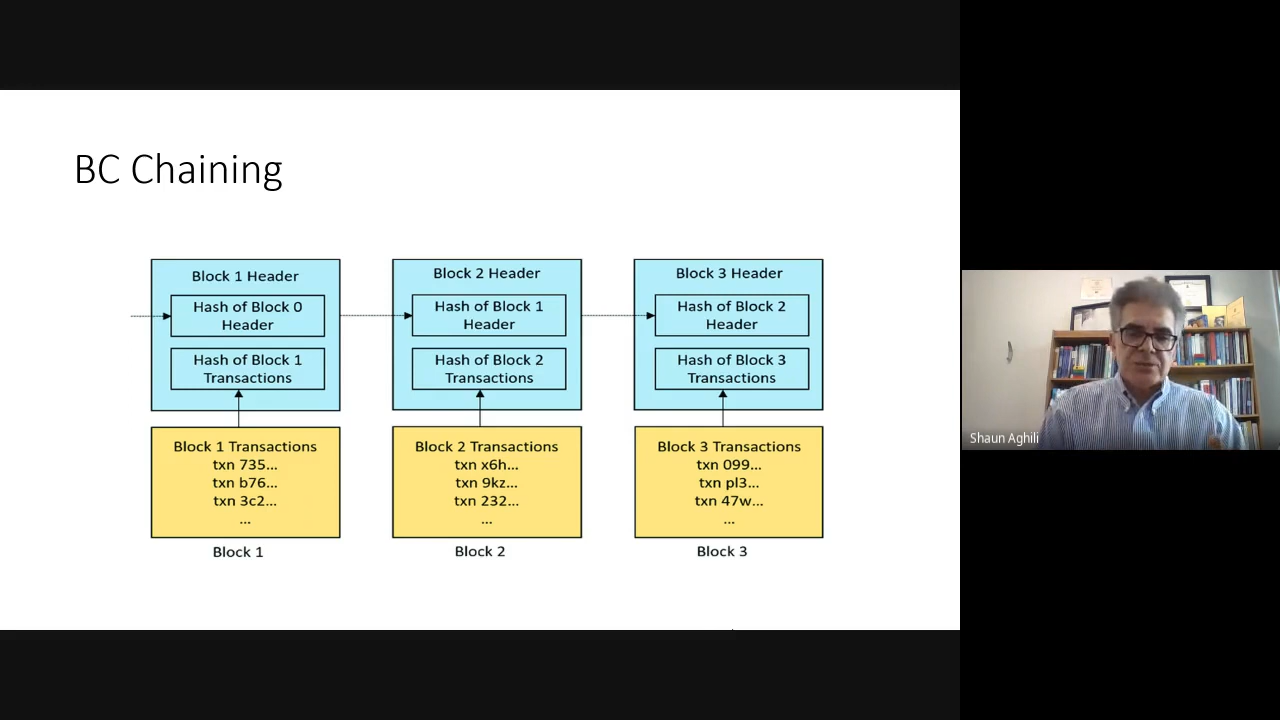 BC Chaining
Block 1 Header
Hash of Block 0
Header
Hash of Block 1
Transactions
Block 1 Transactions
txn 735...
txn b76...
txn 3c2...
...
Block 1
Block 2 Header
Hash of Block 1
Header
Hash of Block 2
Transactions
Block 2 Transactions
txn x6h...
txn 9kz...
txn 232...
...
Block 2
Block 3 Header
Hash of Block 2
Header
Hash of Block 3
Transactions
Block 3 Transactions
txn 099...
txn pl3...
txn 47w...
...
Block 3
Shaun Aghili